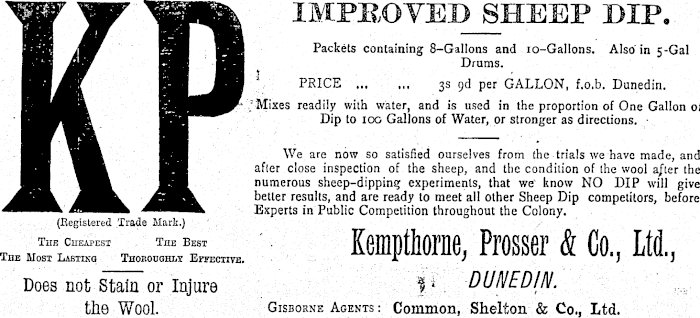 KP
(Registered Trade Mark.)
THE CHEAPEST THE BEST
THE MOST LASTING THOROUGHLY EFFECTIVE.
Does not Stain or Injure
the Wool.
IMPROVED SHEEP DIP.
Packets containing 8-Gallons and 10-Gallons. Also in 5-Gal
Drums.
PRICE ... ... 3s 9d per GALLON, f.o.b. Dunedin.
Mixes readily with water, and is used in the proportion of One Gallon of
Dip to 100 Gallons of Water, or stronger as directions.
We are now so satisfied ourselves from the trials we have made, and
after close inspection of the sheep, and the condition of the wool after the
numerous sheep-dipping experiments, that we know NO DIP will give
better results, and are ready to meet all other Sheep Dip competitors, before
Experts in Public Competition throughout the Colony.
Kempthorne, Prosser & Co., Ltd.,
DUNEDIN.
GISBORNE AGENTS: Common, Shelton & Co., Ltd.